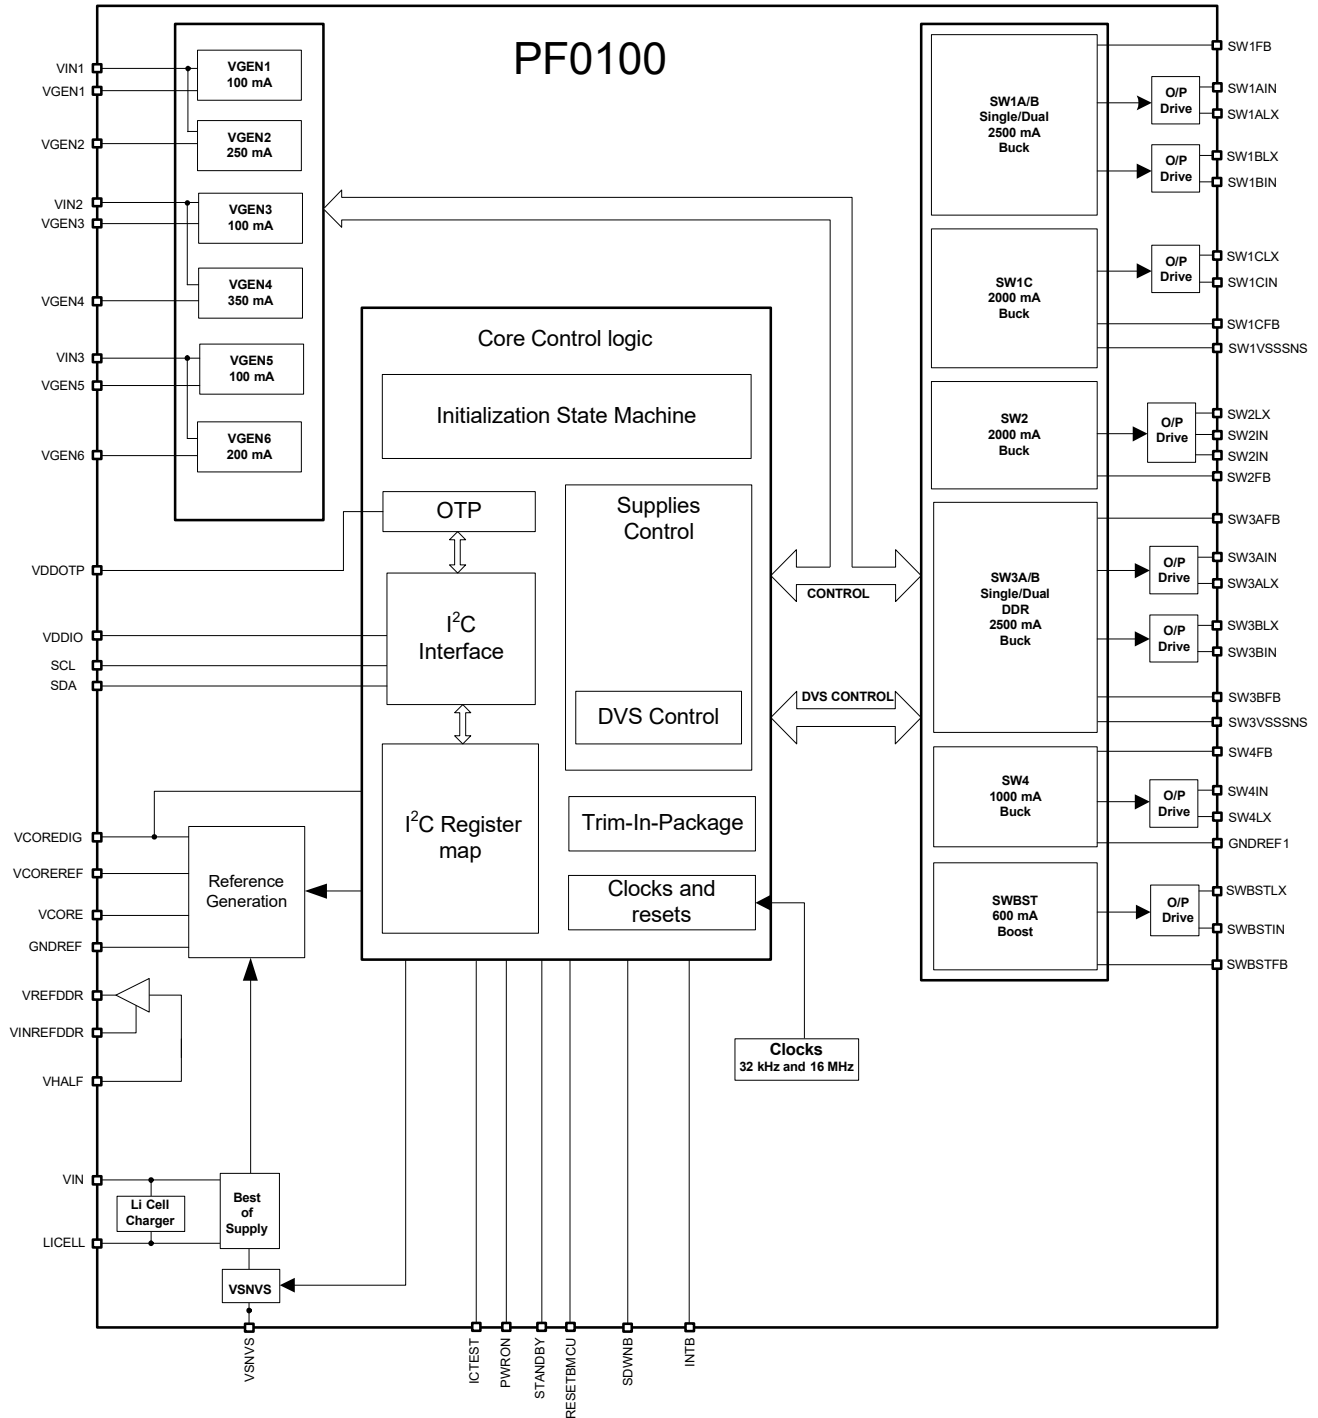 PF0100
VIN1
VGEN1
VGEN2
VIN2
VGEN3
VGEN4
VIN3
VGEN5
VGEN6
VDDOTP
VDDIO
SCL
SDA
VCOREDIG
VCOREREF
VCORE
GNDREF
VREFDDR
VINREFDDR
VHALF
VIN
LICELL
VGEN1
100 mA
VGEN2
250 mA
VGEN3
100 mA
VGEN4
350 mA
VGEN5
100 mA
VGEN6
200 mA
Core Control logic
Initialization State Machine
OTP
I²C
Interface
I²C Register
map
Supplies
Control
DVS Control
Trim-In-Package
Clocks and
resets
Reference
Generation
Li Cell
Charger
Best
of
Supply
VSNVS
Clocks
32 kHz and 16 MHz
CONTROL
DVS CONTROL
SW1A/B
Single/Dual
2500 mA
Buck
SW1C
2000 mA
Buck
SW2
2000 mA
Buck
SW3A/B
Single/Dual
DDR
2500 mA
Buck
SW4
1000 mA
Buck
SWBST
600 mA
Boost
O/P
Drive
O/P
Drive
O/P
Drive
O/P
Drive
O/P
Drive
O/P
Drive
O/P
Drive
O/P
Drive
SW1FB
SW1AIN
SW1ALX
SW1BLX
SW1BIN
SW1CLX
SW1CIN
SW1CFB
SW1VSSSNS
SW2LX
SW2IN
SW2IN
SW2FB
SW3AFB
SW3AIN
SW3ALX
SW3BLX
SW3BIN
SW3BFB
SW3VSSSNS
SW4FB
SW4IN
SW4LX
GNDREF1
SWBSTLX
SWBSTIN
SWBSTFB
VSNVS
ICTEST
PWRON
STANDBY
RESETBMCU
SDWNB
INTB